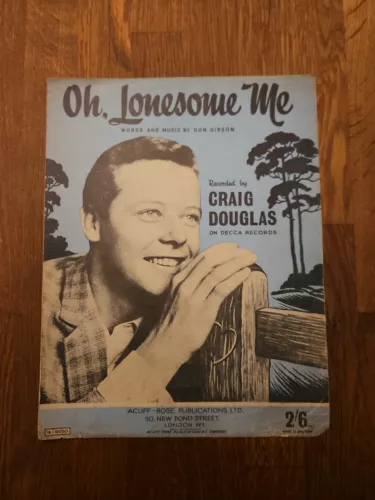 Oh, Lonesome Me
WORDS AND MUSIC BY DON GIBSON
Recorded by
CRAIG
DOUGLAS
ON DECCA RECORDS
ACUFF-ROSE PUBLICATIONS LTD.
50, NEW BOND STREET,
LONDON W1.
2/6